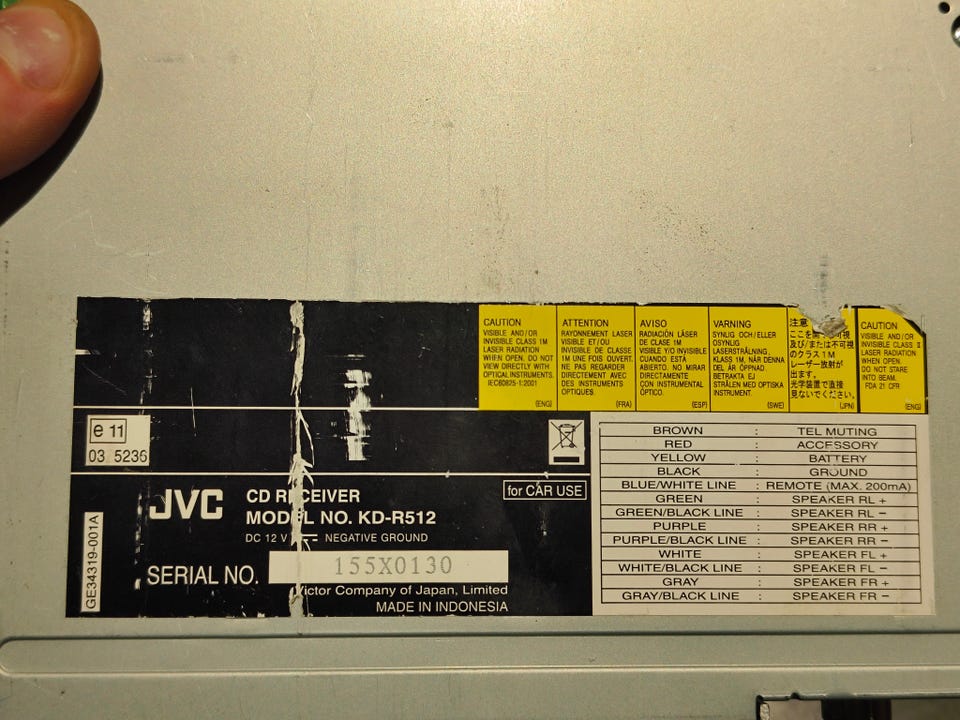 CAUTION
VISIBLE AND/OR
INVISIBLE CLASS 1M
LASER RADIATION
WHEN OPEN. DO NOT
VIEW DIRECTLY WITH
OPTICAL INSTRUMENTS.
IEC60825-1:2001
(ENG)
ATTENTION
RAYONNEMENT LASER
VISIBLE ET/OU
INVISIBLE DE CLASSE
1M UNE FOIS OUVERT.
NE PAS REGARDER
DIRECTEMENT AVEC
DES INSTRUMENTS
OPTIQUES.
(FRA)
AVISO
RADIACIÓN LÁSER
DE CLASE 1M
VISIBLE Y/O INVISIBLE
CUANDO ESTÁ
ABIERTO. NO MIRAR
DIRECTAMENTE
CON INSTRUMENTAL
ÓPTICO.
(ESP)
VARNING
SYNLIG OCH/ELLER
OSYNLIG
LASERSTRÅLNING,
KLASS 1M, NÄR DENNA
DEL ÄR ÖPPNAD.
BETRAKTA EJ
STRÅLEN MED OPTISKA
INSTRUMENT.
(SWE)
注意
ここを
及び/または不可視
のクラス1M
レーザー放射が
出ます。
光学装置で直接
見ないでください。
(JPN)
CAUTION
VISIBLE AND/OR
INVISIBLE CLASS II
LASER RADIATION
WHEN OPEN.
DO NOT STARE
INTO BEAM.
FDA 21 CFR
(ENG)
e 11
03 5236
JVC
CD RECEIVER
MODEL NO. KD-R512
for CAR USE
DC 12 V NEGATIVE GROUND
SERIAL NO. 155X0130
Victor Company of Japan, Limited
MADE IN INDONESIA
GE34319-001A
BROWN : TEL MUTING
RED : ACCESSORY
YELLOW : BATTERY
BLACK : GROUND
BLUE/WHITE LINE : REMOTE (MAX. 200mA)
GREEN : SPEAKER RL +
GREEN/BLACK LINE : SPEAKER RL −
PURPLE : SPEAKER RR +
PURPLE/BLACK LINE : SPEAKER RR −
WHITE : SPEAKER FL +
WHITE/BLACK LINE : SPEAKER FL −
GRAY : SPEAKER FR +
GRAY/BLACK LINE : SPEAKER FR −